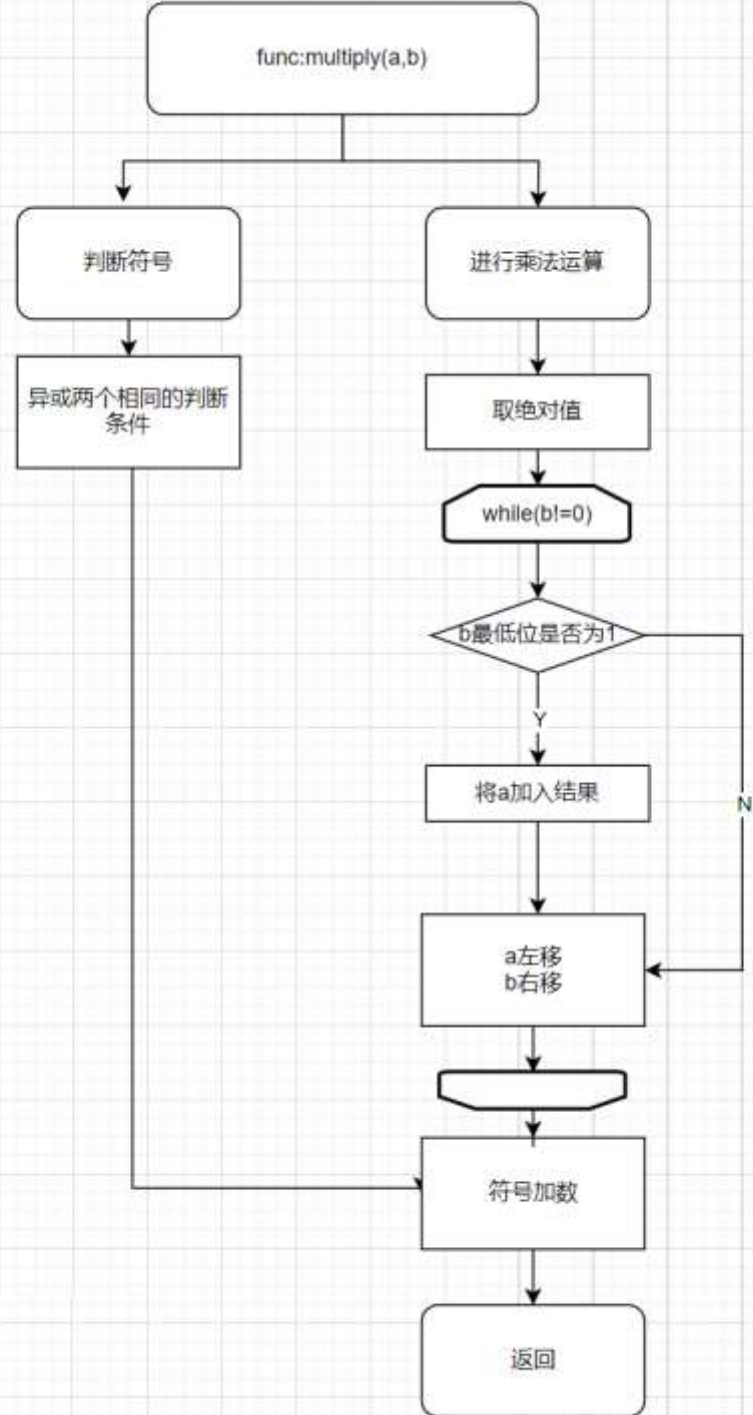 func:multiply(a,b)
判断符号
进行乘法运算
异或两个相同的判断
条件
取绝对值
while(b!=0)
b最低位是否为1
Y
将a加入结果
N
a左移
b右移
符号加数
返回